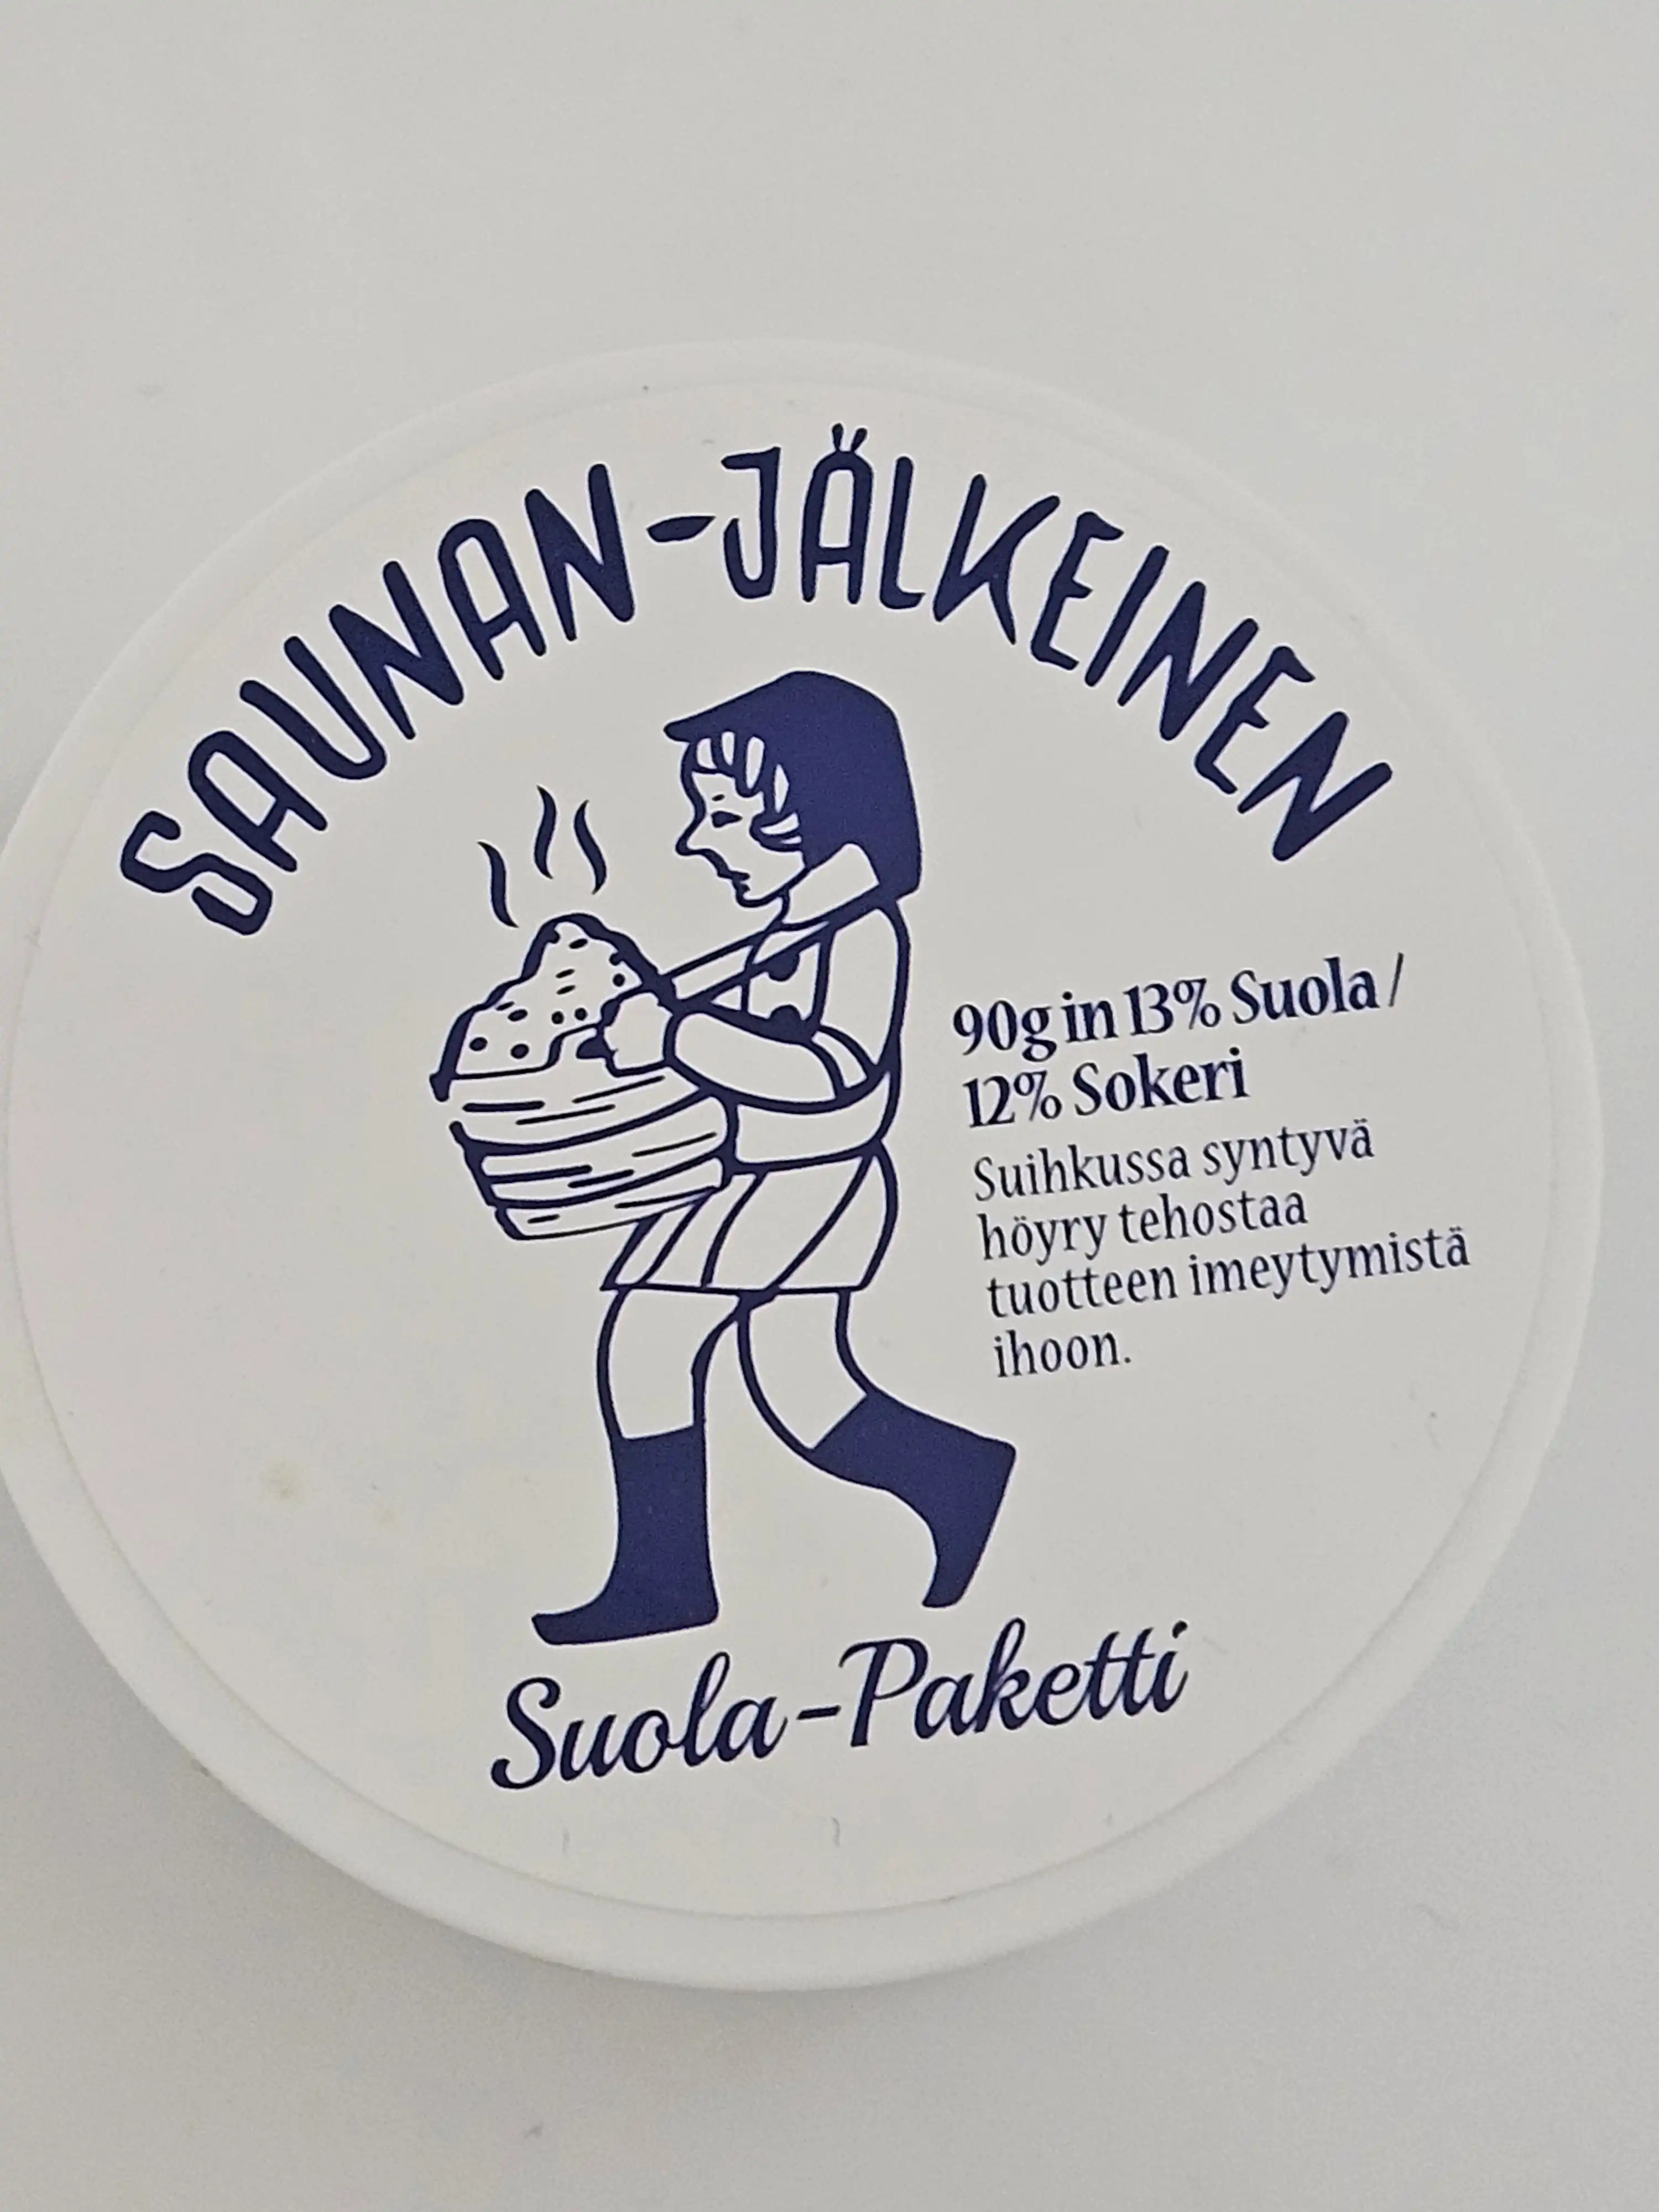 SAUNAN-JÄLKEINEN
90g in 13% Suola /
12% Sokeri
Suihkussa syntyvä
höyry tehostaa
tuotteen imeytymistä
ihoon.
Suola-Paketti